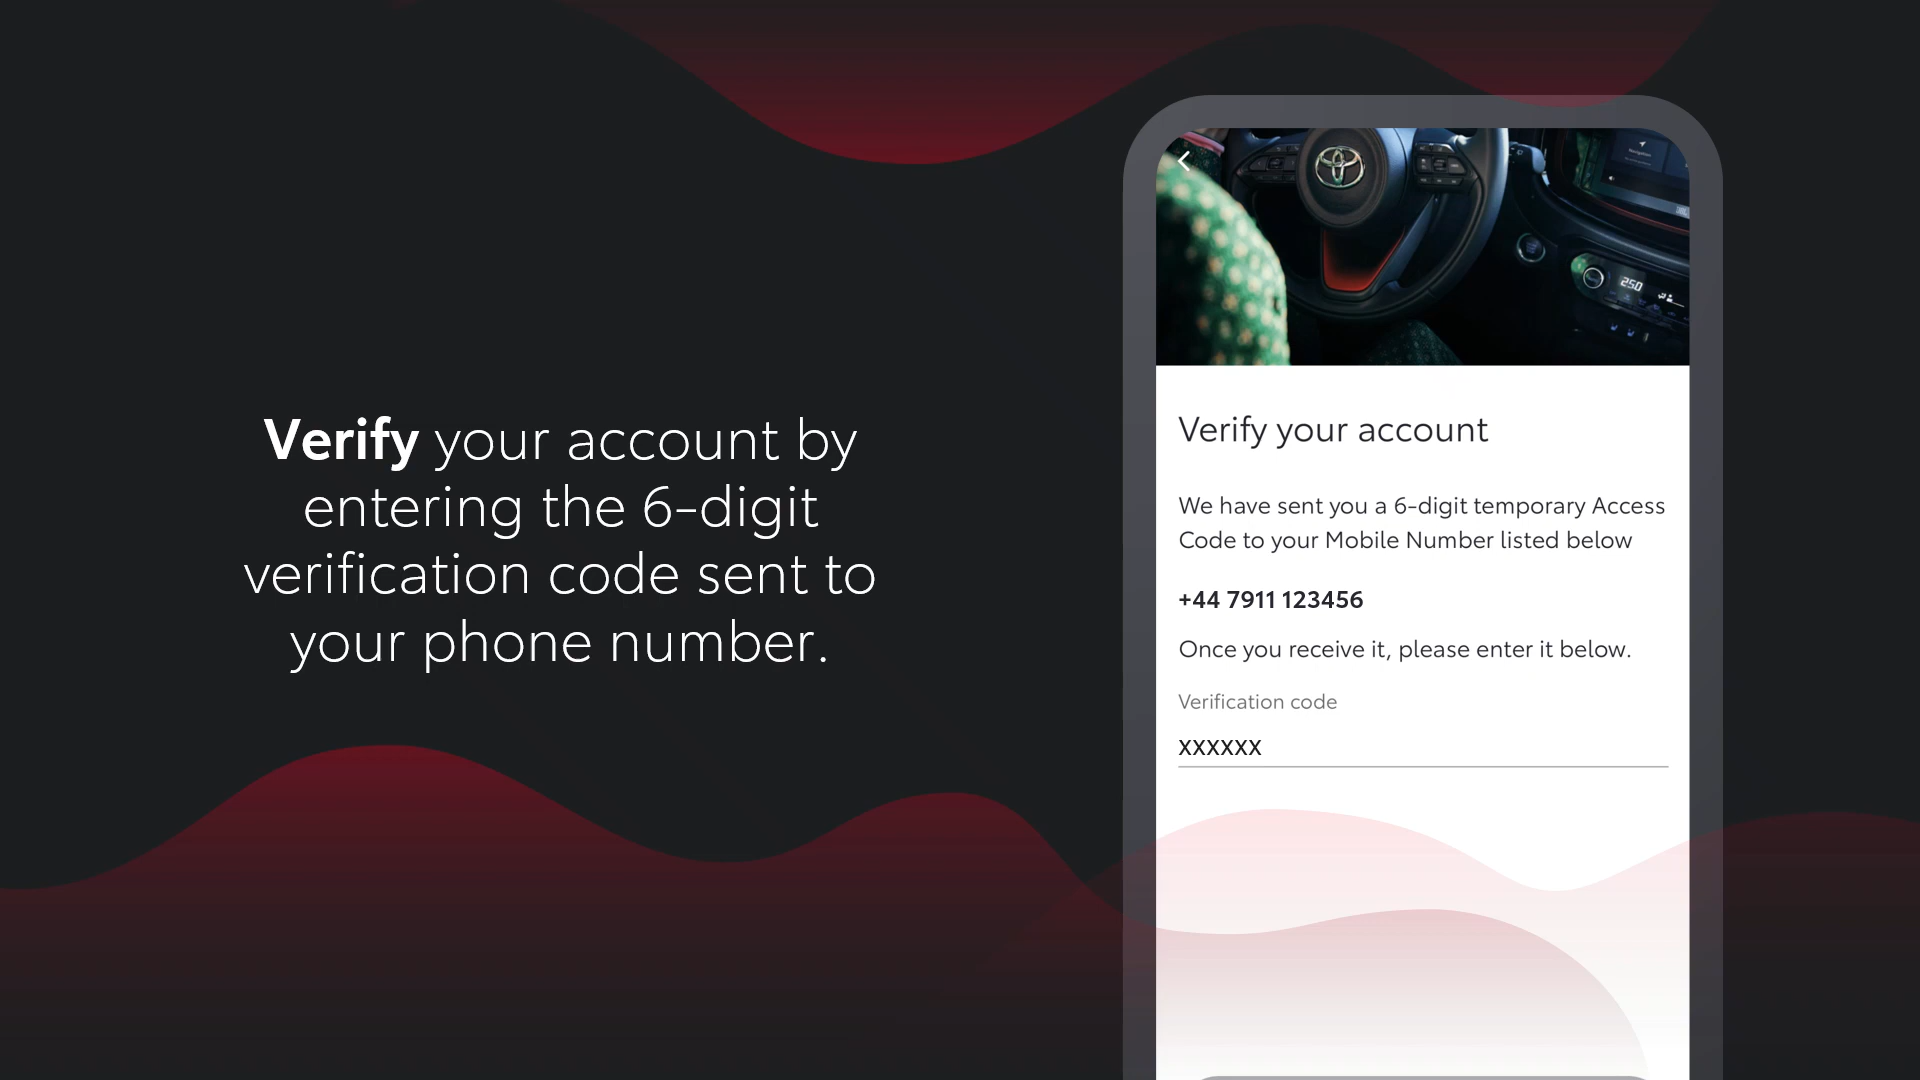 Verify your account by
entering the 6-digit
verification code sent to
your phone number.
250
Verify your account
We have sent you a 6-digit temporary Access
Code to your Mobile Number listed below
+44 7911 123456
Once you receive it, please enter it below.
Verification code
XXXXXX